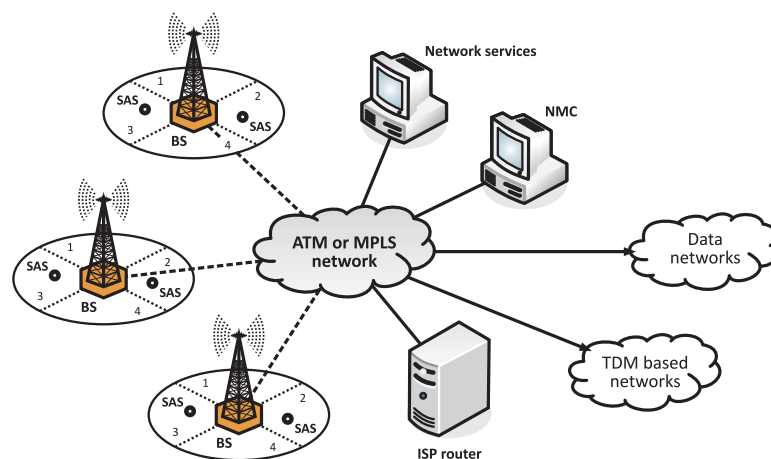 Network services
NMC
1
2
SAS
SAS
3
4
BS
ATM or MPLS
network
Data
networks
1
2
SAS
SAS
3
4
BS
TDM based
networks
1
2
SAS
SAS
3
4
BS
ISP router